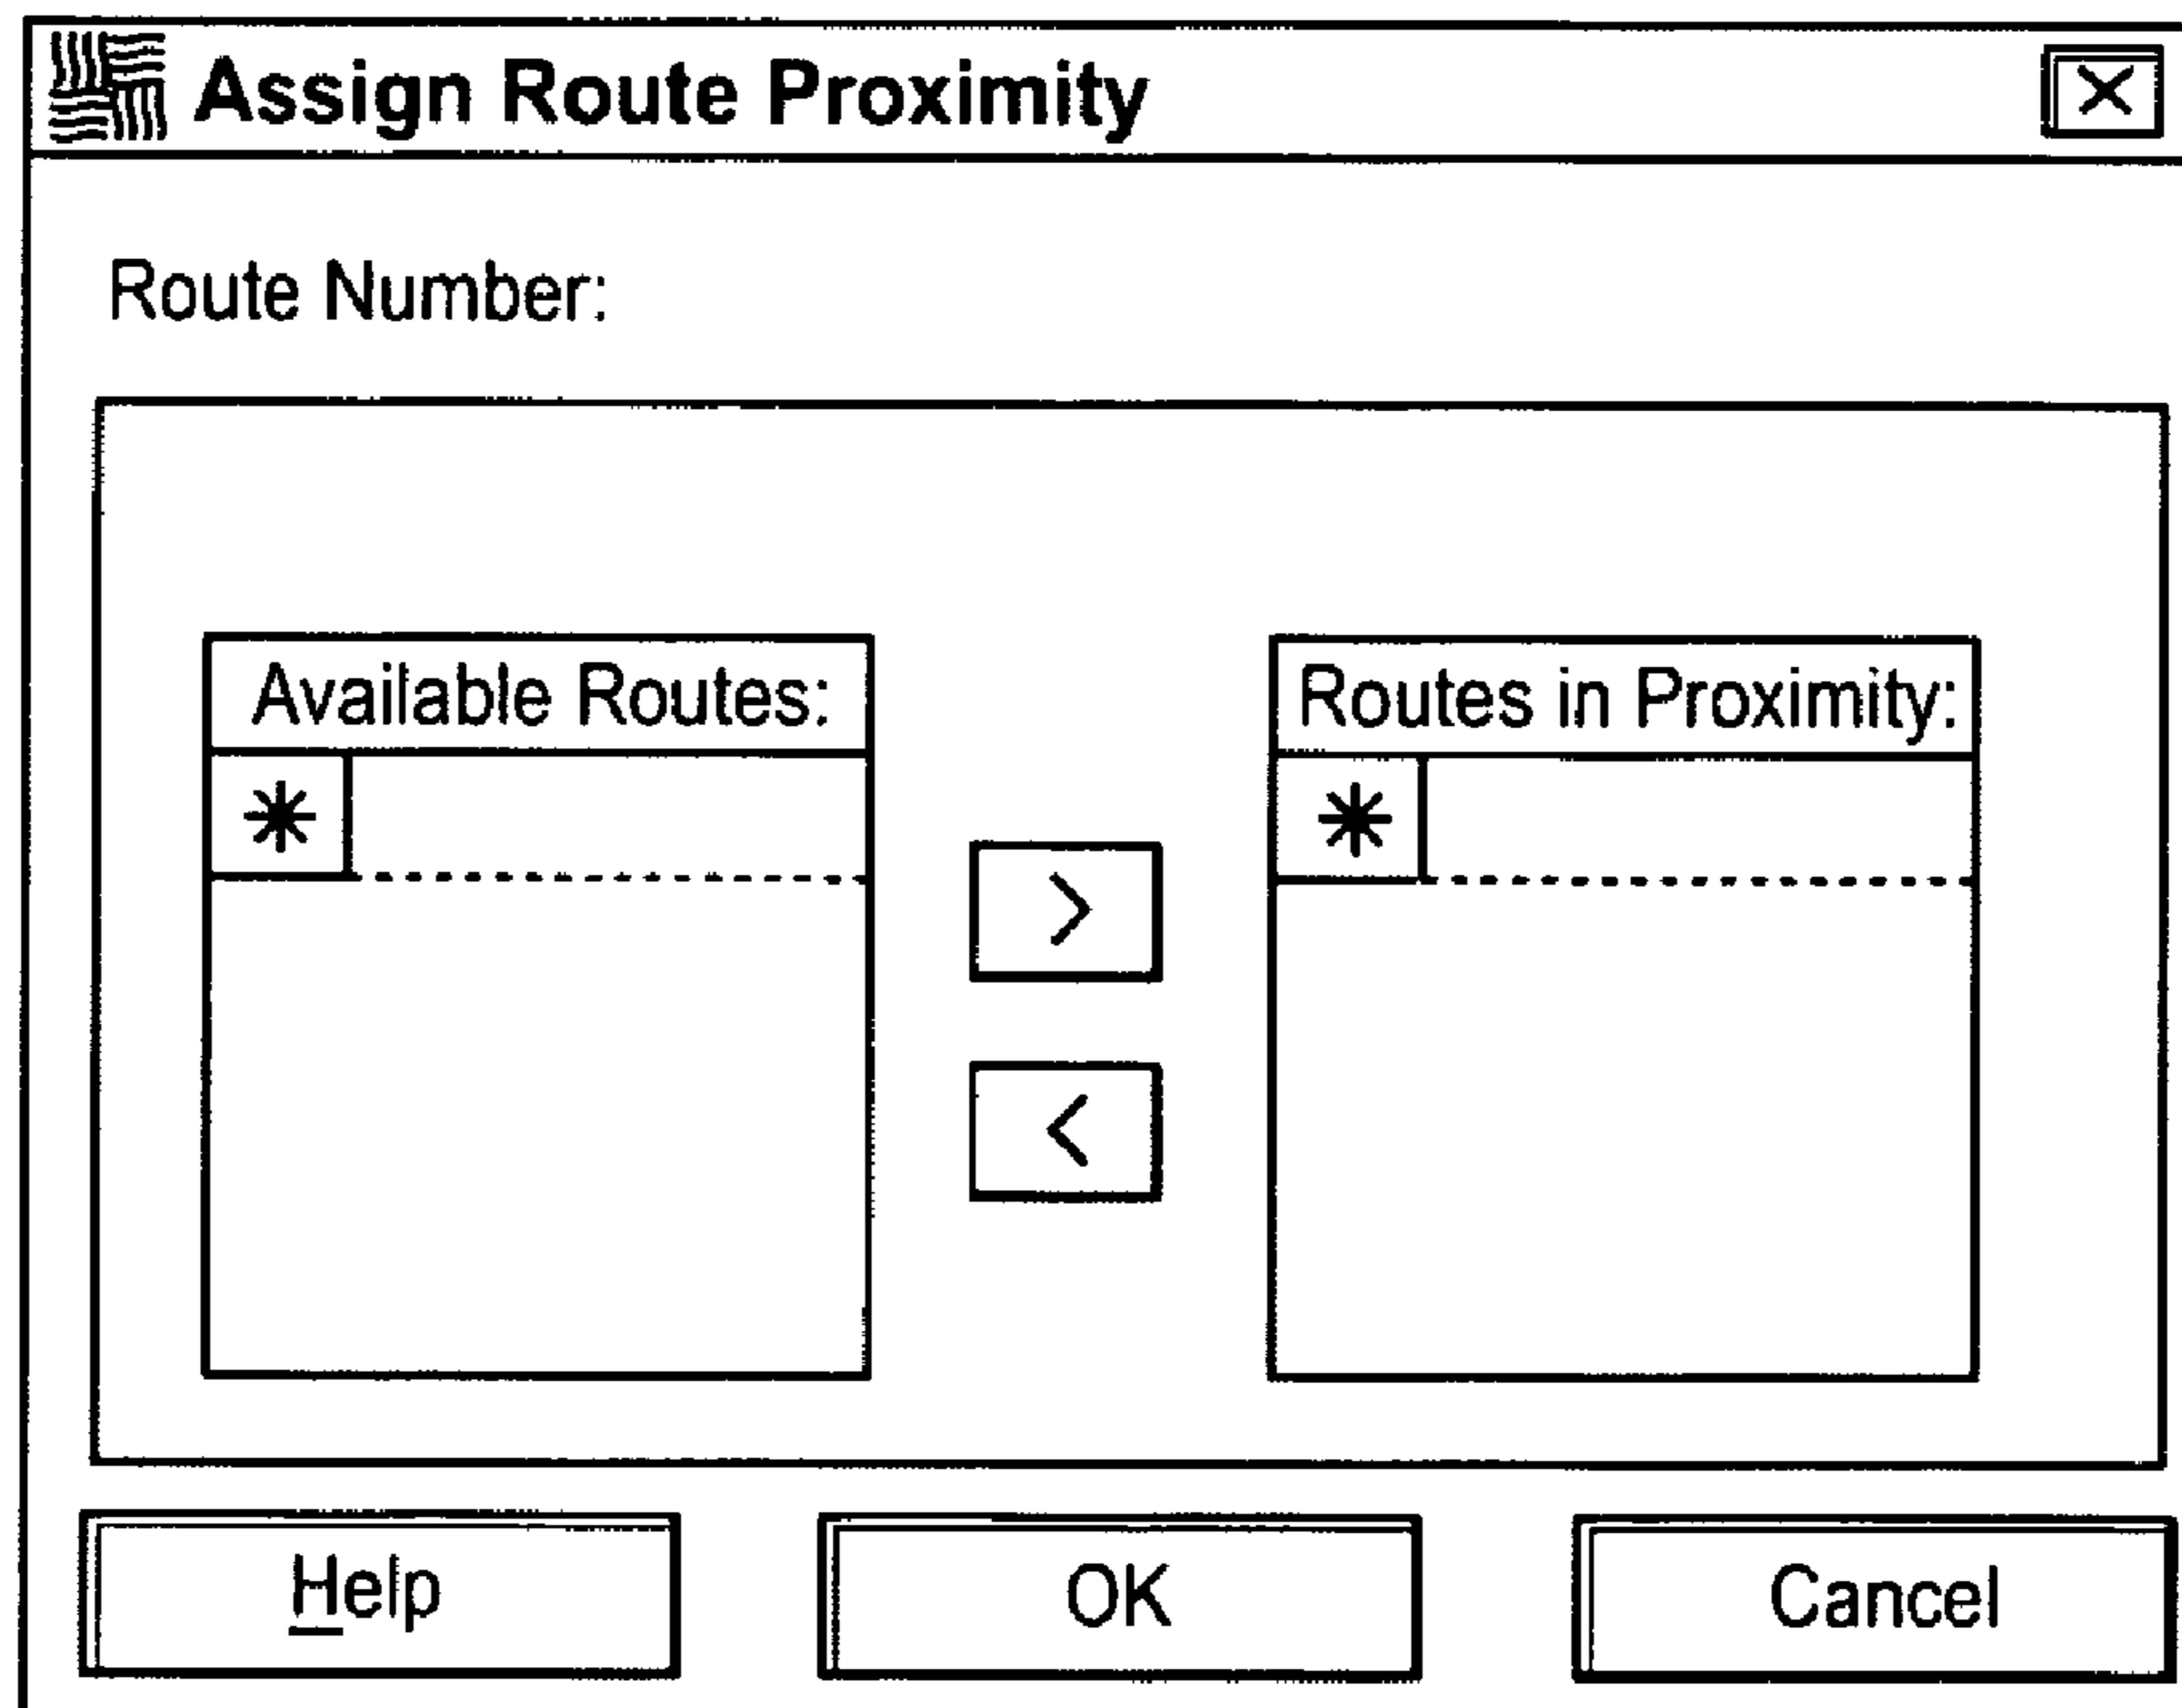 Assign Route Proximity
Route Number:
Available Routes:
Routes in Proximity:
*
*
>
<
Help
OK
Cancel